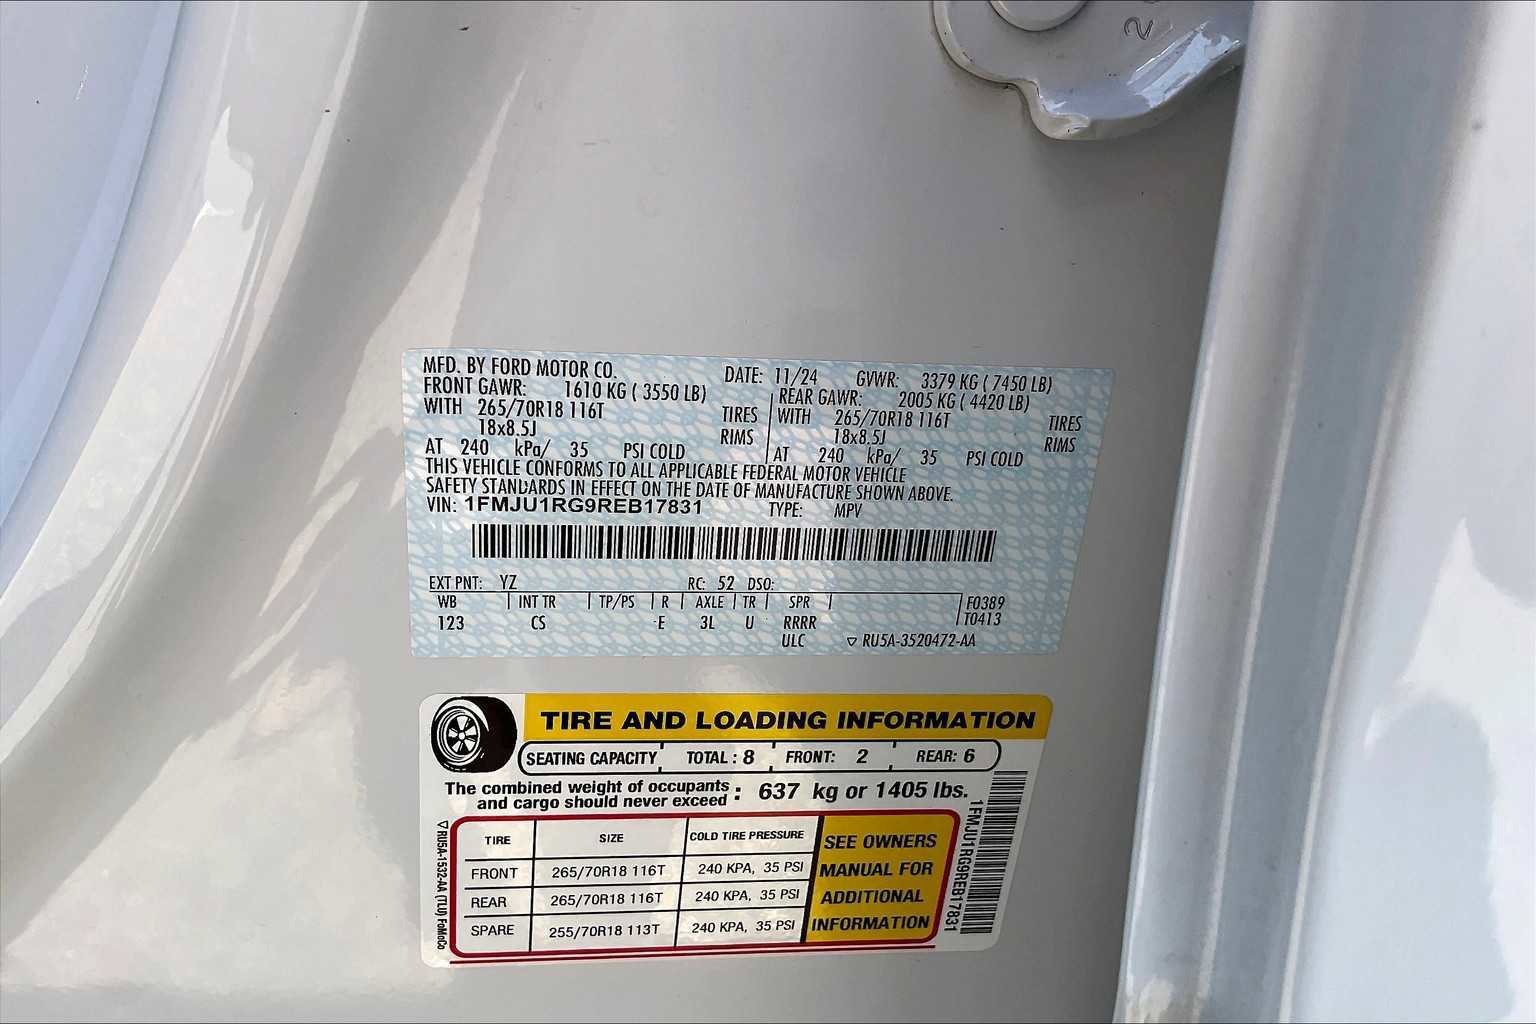 2
MFD. BY FORD MOTOR CO. DATE: 11/24 GVWR: 3379 KG ( 7450 LB)
FRONT GAWR: 1610 KG ( 3550 LB) REAR GAWR: 2005 KG ( 4420 LB)
WITH 265/70R18 116T TIRES WITH 265/70R18 116T TIRES
18x8.5J RIMS 18x8.5J RIMS
AT 240 kPa/ 35 PSI COLD AT 240 kPa/ 35 PSI COLD
THIS VEHICLE CONFORMS TO ALL APPLICABLE FEDERAL MOTOR VEHICLE
SAFETY STANDARDS IN EFFECT ON THE DATE OF MANUFACTURE SHOWN ABOVE.
VIN: 1FMJU1RG9REB17831 TYPE: MPV
EXT PNT: YZ RC: 52 DSO:
WB INT TR TP/PS R AXLE TR SPR F0389
123 CS E 3L U RRRR T0413
ULC RU5A-3520472-AA
TIRE AND LOADING INFORMATION
SEATING CAPACITY TOTAL : 8 FRONT: 2 REAR: 6
The combined weight of occupants
and cargo should never exceed : 637 kg or 1405 lbs.
TIRE SIZE COLD TIRE PRESSURE
FRONT 265/70R18 116T 240 KPA, 35 PSI
REAR 265/70R18 116T 240 KPA, 35 PSI
SPARE 255/70R18 113T 240 KPA, 35 PSI
SEE OWNERS
MANUAL FOR
ADDITIONAL
INFORMATION
RU5A-1532-AA (TLU) FoMoCo
1FMJU1RG9REB17831